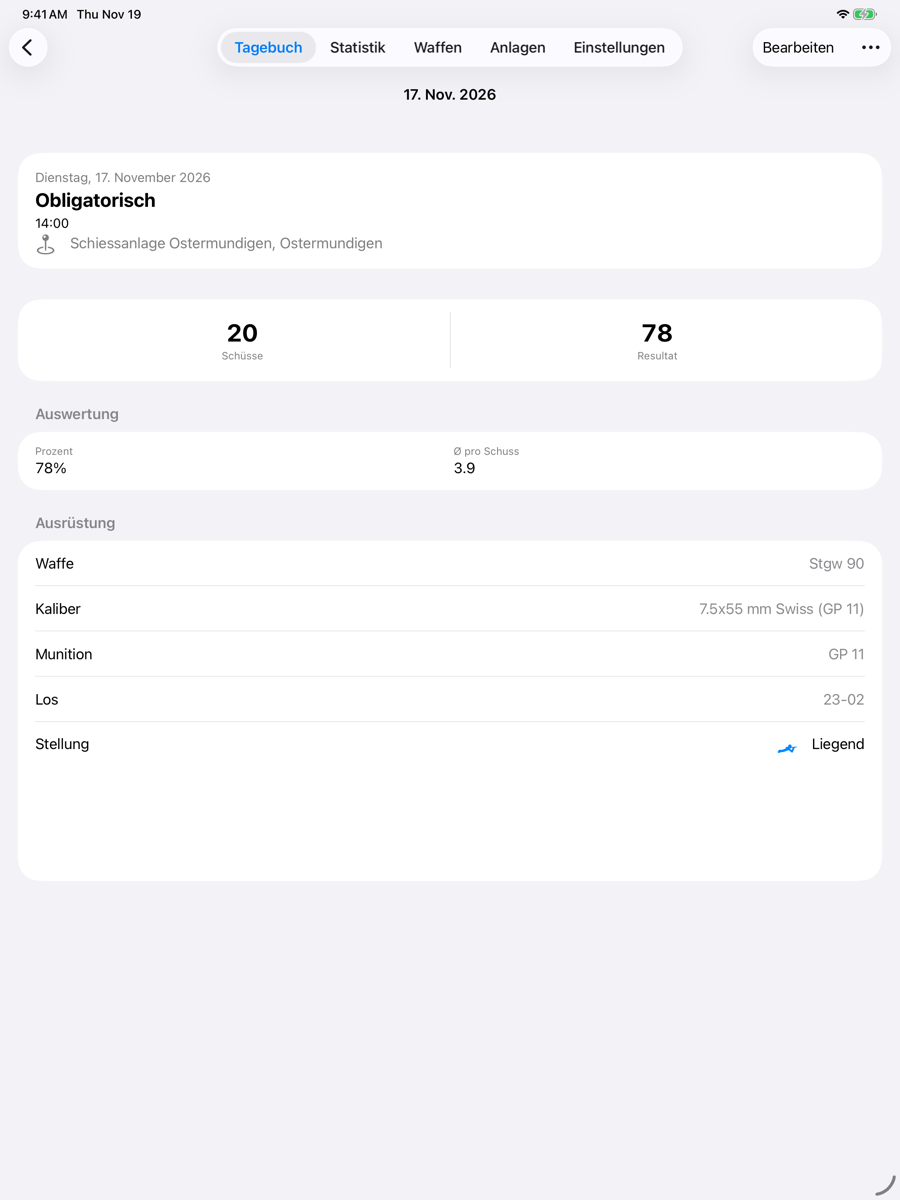 9:41 AM Thu Nov 19
Tagebuch Statistik Waffen Anlagen Einstellungen Bearbeiten
17. Nov. 2026
Dienstag, 17. November 2026
Obligatorisch
14:00
Schiessanlage Ostermundigen, Ostermundigen
20 78
Schüsse Resultat
Auswertung
Prozent Ø pro Schuss
78% 3.9
Ausrüstung
Waffe Stgw 90
Kaliber 7.5x55 mm Swiss (GP 11)
Munition GP 11
Los 23-02
Stellung Liegend